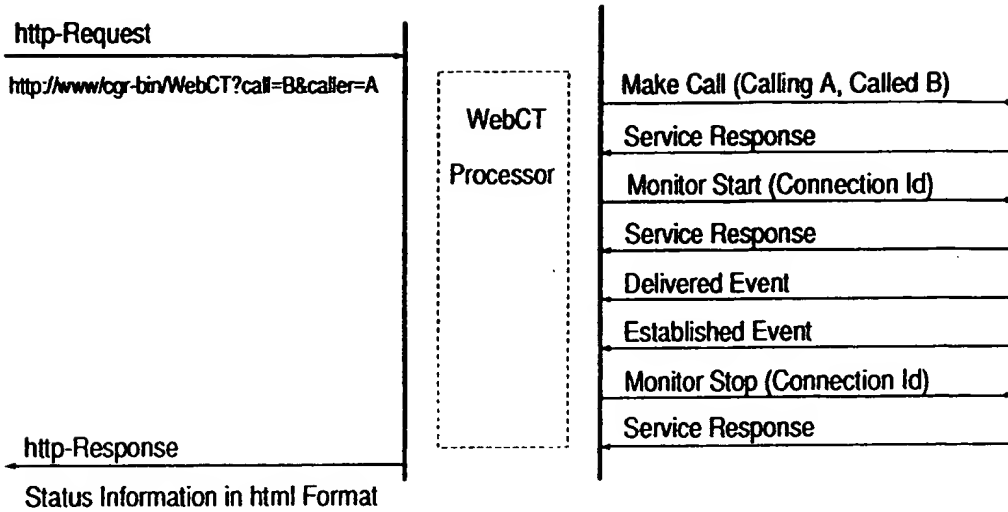 http-Request
http://www/cgr-bin/WebCT?call=B&caller=A
WebCT
Processor
Make Call (Calling A, Called B)
Service Response
Monitor Start (Connection Id)
Service Response
Delivered Event
Established Event
Monitor Stop (Connection Id)
Service Response
http-Response
Status Information in html Format